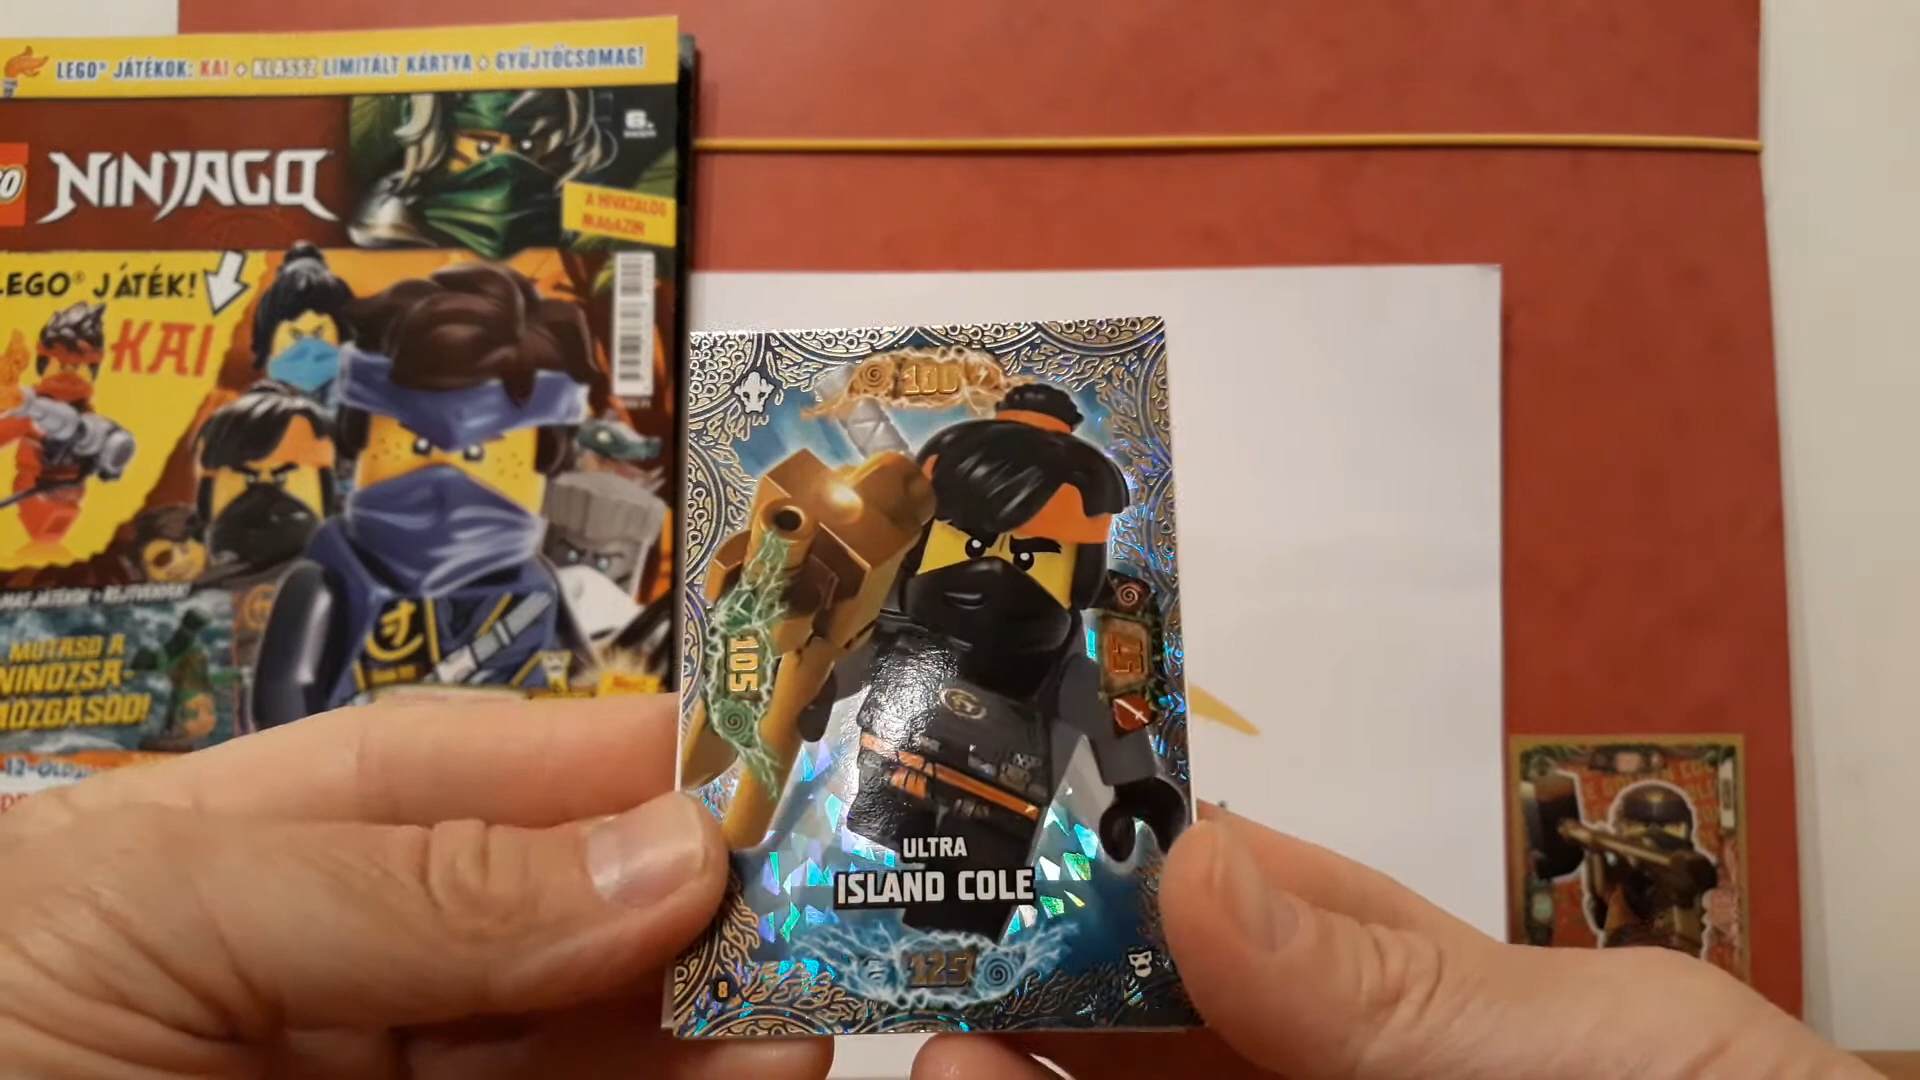 LEGO® JÁTÉKOK: KAI + KLASSZ LIMITÁLT KÁRTYA + GYŰJTŐCSOMAG!
6.
NINJAGO
A HIVATALOS
MAGAZIN
LEGO® JÁTÉK!
KAI
MUTASD A
NINDZSA-
MOZGÁSOD!
100
105
ULTRA
ISLAND COLE
125
8